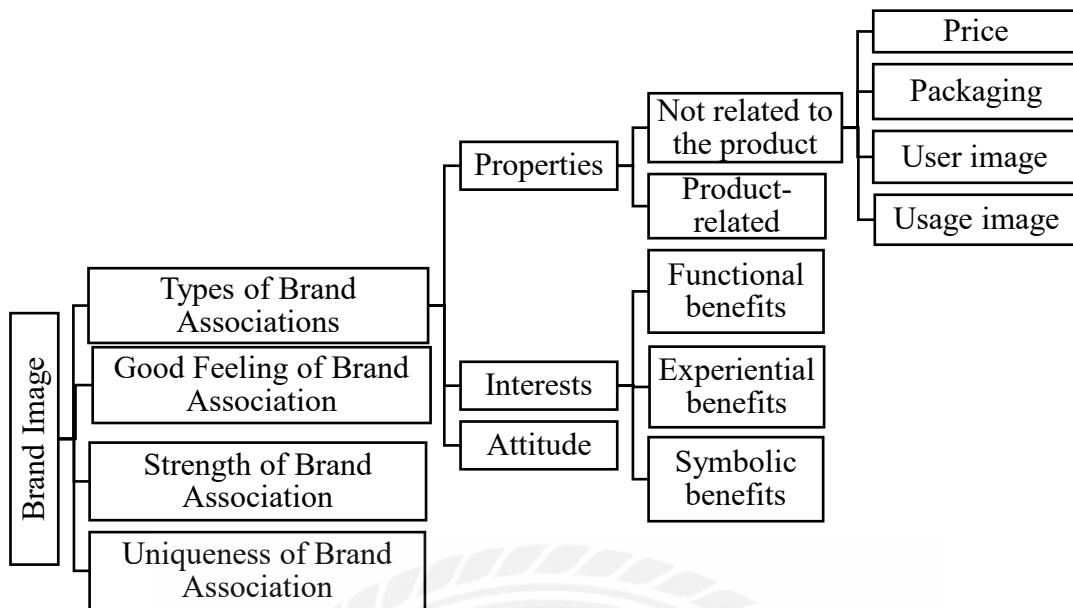 Brand Image
Types of Brand
Associations
Good Feeling of Brand
Association
Strength of Brand
Association
Uniqueness of Brand
Association
Properties
Interests
Attitude
Not related to
the product
Product-
related
Functional
benefits
Experiential
benefits
Symbolic
benefits
Price
Packaging
User image
Usage image